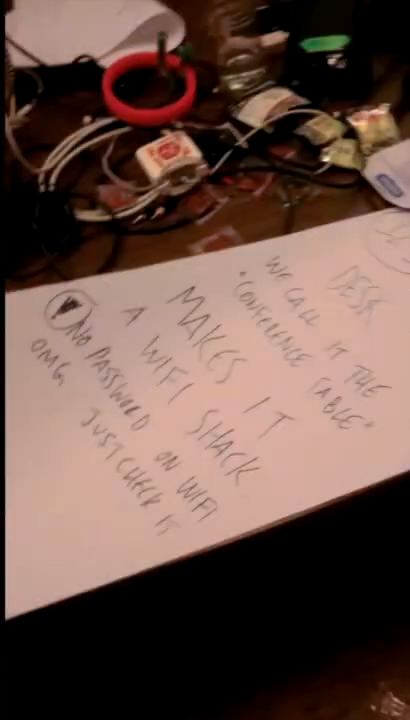 DESK
WE CALL IT THE
"CONFERENCE TABLE"
MAKES IT
A WIFI SHACK
NO PASSWORD ON WIFI
OMG. JUST CHECK IT